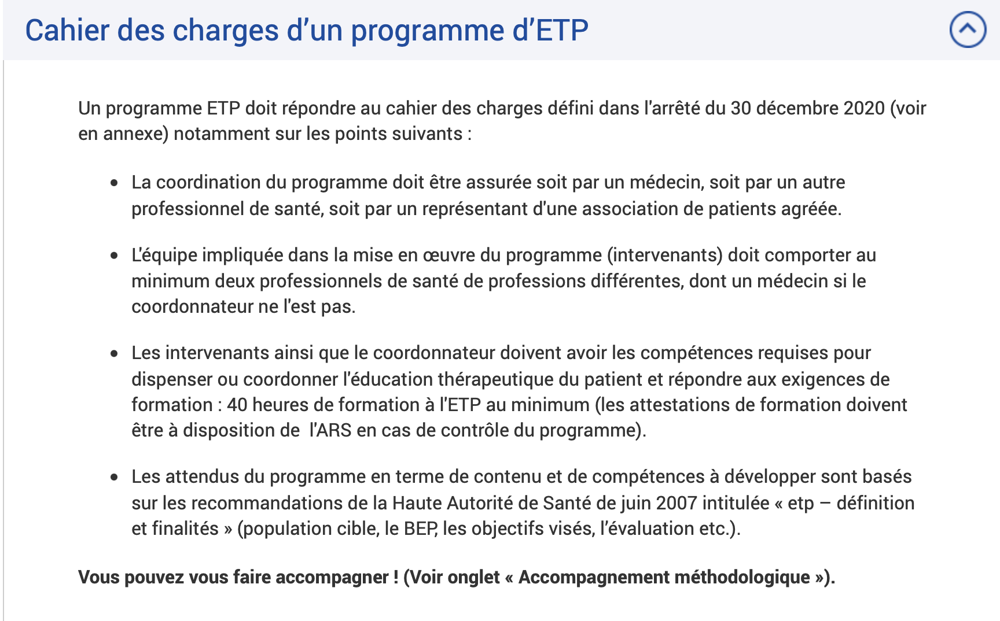 Cahier des charges d’un programme d’ETP
Un programme ETP doit répondre au cahier des charges défini dans l'arrêté du 30 décembre 2020 (voir
en annexe) notamment sur les points suivants :
• La coordination du programme doit être assurée soit par un médecin, soit par un autre
professionnel de santé, soit par un représentant d'une association de patients agréée.
• L'équipe impliquée dans la mise en œuvre du programme (intervenants) doit comporter au
minimum deux professionnels de santé de professions différentes, dont un médecin si le
coordonnateur ne l'est pas.
• Les intervenants ainsi que le coordonnateur doivent avoir les compétences requises pour
dispenser ou coordonner l'éducation thérapeutique du patient et répondre aux exigences de
formation : 40 heures de formation à l'ETP au minimum (les attestations de formation doivent
être à disposition de  l'ARS en cas de contrôle du programme).
• Les attendus du programme en terme de contenu et de compétences à développer sont basés
sur les recommandations de la Haute Autorité de Santé de juin 2007 intitulée « etp – définition
et finalités » (population cible, le BEP, les objectifs visés, l’évaluation etc.).
Vous pouvez vous faire accompagner ! (Voir onglet « Accompagnement méthodologique »).